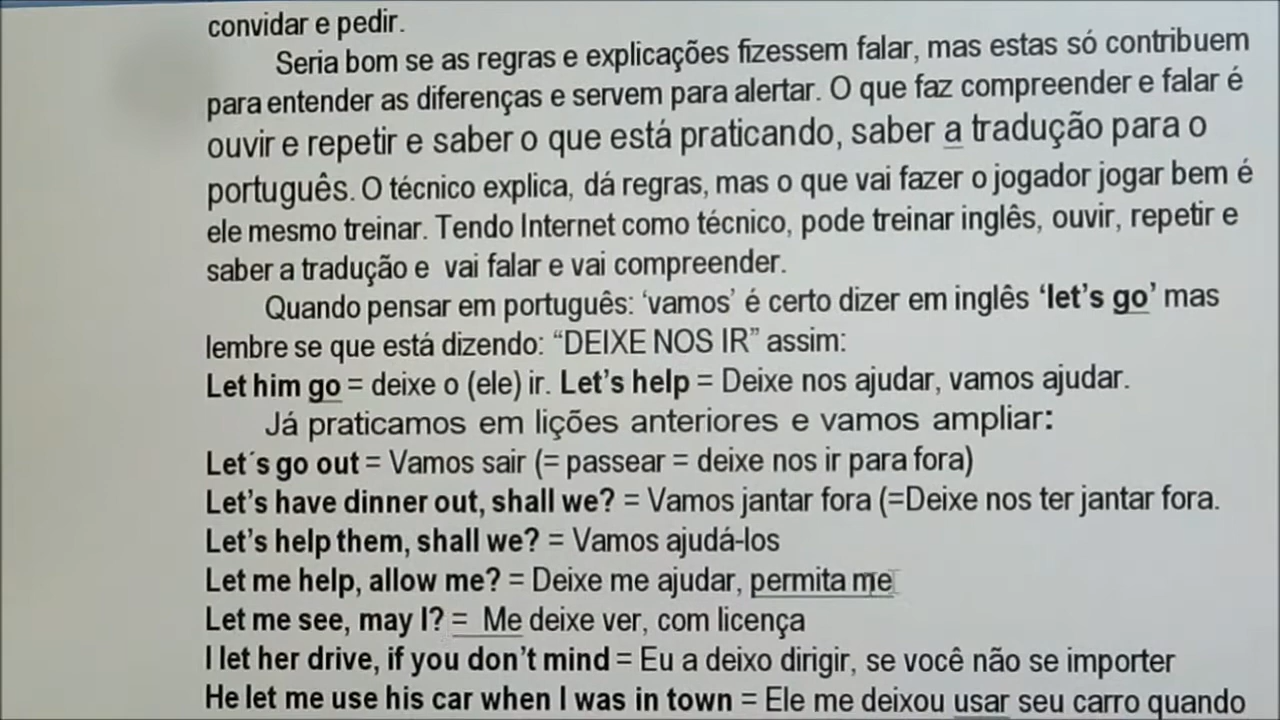 convidar e pedir.
Seria bom se as regras e explicações fizessem falar, mas estas só contribuem
para entender as diferenças e servem para alertar. O que faz compreender e falar é
ouvir e repetir e saber o que está praticando, saber a tradução para o
português. O técnico explica, dá regras, mas o que vai fazer o jogador jogar bem é
ele mesmo treinar. Tendo Internet como técnico, pode treinar inglês, ouvir, repetir e
saber a tradução e vai falar e vai compreender.
Quando pensar em português: ‘vamos’ é certo dizer em inglês ‘let’s go’ mas
lembre se que está dizendo: “DEIXE NOS IR” assim:
Let him go = deixe o (ele) ir. Let’s help = Deixe nos ajudar, vamos ajudar.
Já praticamos em lições anteriores e vamos ampliar:
Let´s go out = Vamos sair (= passear = deixe nos ir para fora)
Let’s have dinner out, shall we? = Vamos jantar fora (=Deixe nos ter jantar fora.
Let’s help them, shall we? = Vamos ajudá-los
Let me help, allow me? = Deixe me ajudar, permita me
Let me see, may I? = Me deixe ver, com licença
I let her drive, if you don’t mind = Eu a deixo dirigir, se você não se importer
He let me use his car when I was in town = Ele me deixou usar seu carro quando